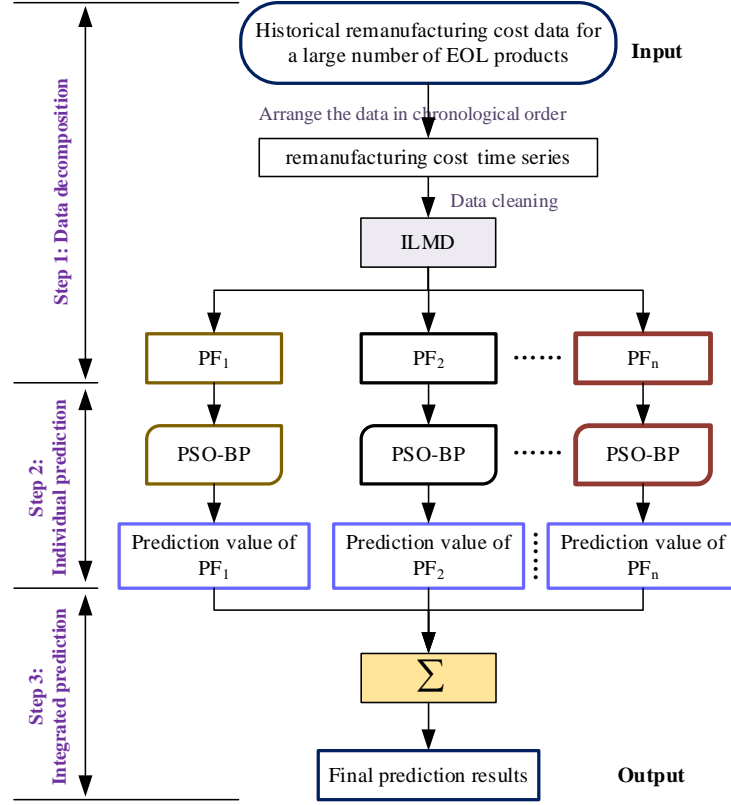 Historical remanufacturing cost data for
a large number of EOL products
Input
Arrange the data in chronological order
remanufacturing cost time series
Data cleaning
ILMD
Step 1: Data decomposition
PF1
PF2
......
PFn
Step 2:
Individual prediction
PSO-BP
PSO-BP
......
PSO-BP
Prediction value of
PF1
Prediction value of
PF2
......
Prediction value of
PFn
Step 3:
Integrated prediction
Σ
Final prediction results
Output